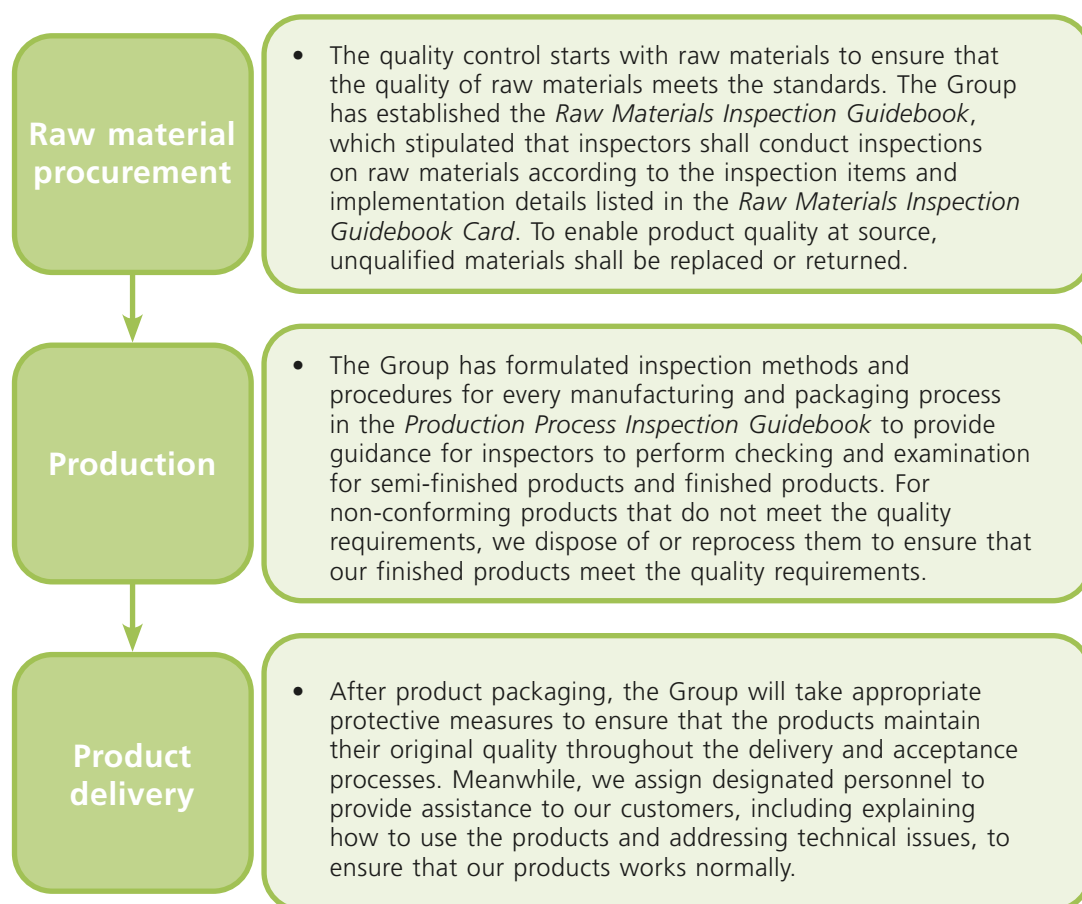 Raw material
procurement
• The quality control starts with raw materials to ensure that
the quality of raw materials meets the standards. The Group
has established the Raw Materials Inspection Guidebook,
which stipulated that inspectors shall conduct inspections
on raw materials according to the inspection items and
implementation details listed in the Raw Materials Inspection
Guidebook Card. To enable product quality at source,
unqualified materials shall be replaced or returned.
Production
• The Group has formulated inspection methods and
procedures for every manufacturing and packaging process
in the Production Process Inspection Guidebook to provide
guidance for inspectors to perform checking and examination
for semi-finished products and finished products. For
non-conforming products that do not meet the quality
requirements, we dispose of or reprocess them to ensure that
our finished products meet the quality requirements.
Product
delivery
• After product packaging, the Group will take appropriate
protective measures to ensure that the products maintain
their original quality throughout the delivery and acceptance
processes. Meanwhile, we assign designated personnel to
provide assistance to our customers, including explaining
how to use the products and addressing technical issues, to
ensure that our products works normally.